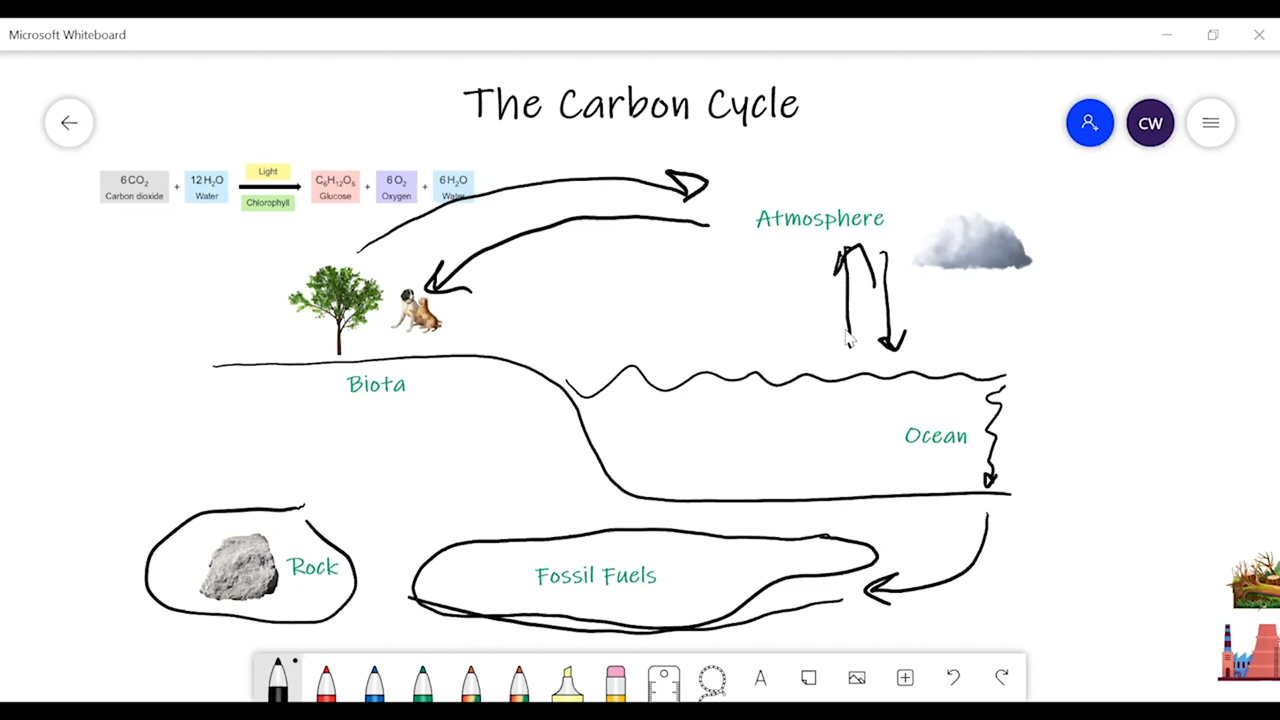 Microsoft Whiteboard
The Carbon Cycle
CW
6CO₂ + 12H₂O Light C₆H₁₂O₆ + 6O₂ + 6H₂O
Carbon dioxide Water Chlorophyll Glucose Oxygen Water
Atmosphere
Biota
Ocean
Rock
Fossil Fuels
A